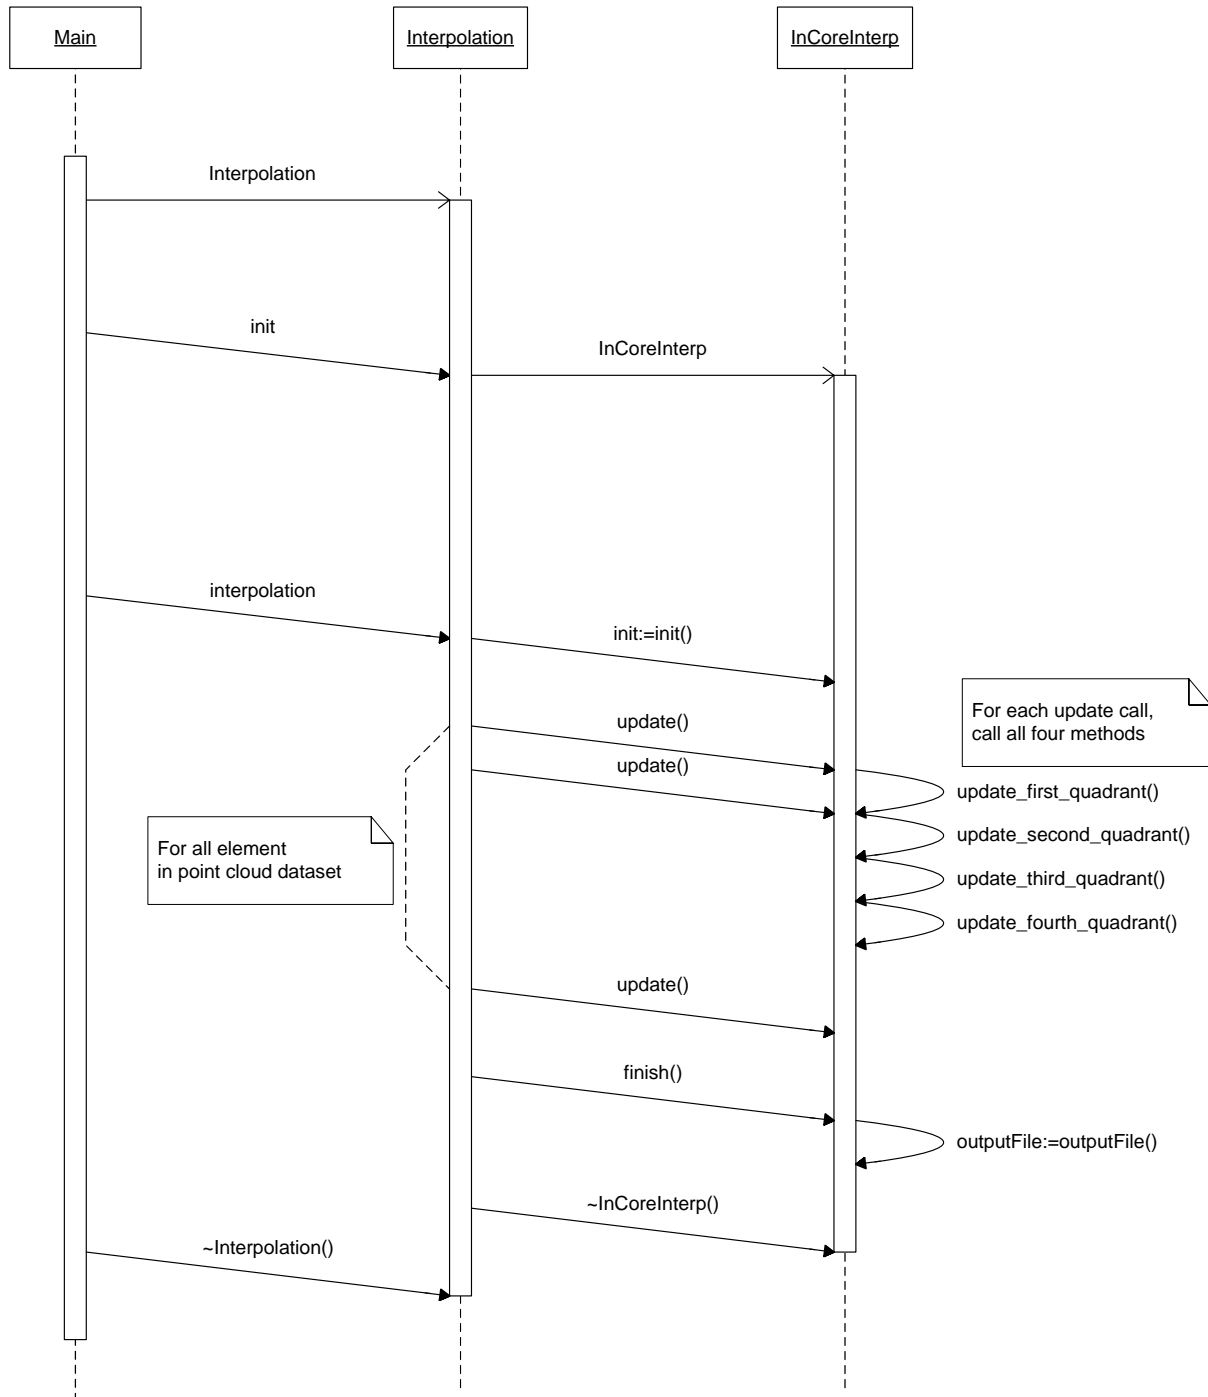 Main
Interpolation
InCoreInterp
Interpolation
init
InCoreInterp
interpolation
init:=init()
For each update call,
call all four methods
update()
update()
update_first_quadrant()
update_second_quadrant()
For all element
in point cloud dataset
update_third_quadrant()
update_fourth_quadrant()
update()
finish()
outputFile:=outputFile()
~InCoreInterp()
~Interpolation()